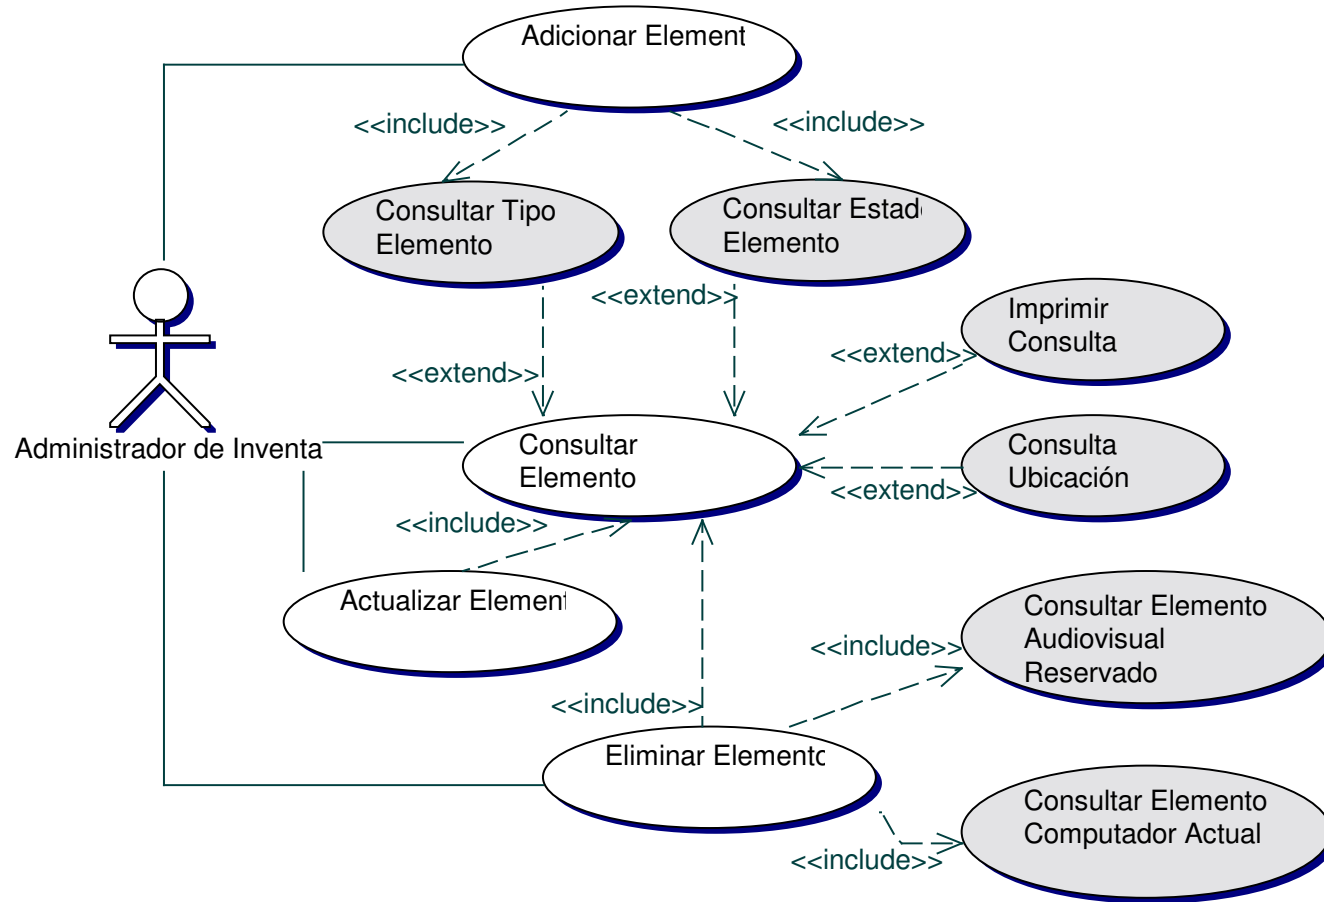 Adicionar Element
<<include>>
<<include>>
Consultar Tipo
Elemento
Consultar Estad
Elemento
<<extend>>
Imprimir
Consulta
<<extend>>
<<extend>>
Administrador de Inventa
Consultar
Elemento
Consulta
Ubicación
<<extend>>
<<include>>
Actualizar Element
Consultar Elemento
Audiovisual
Reservado
<<include>>
<<include>>
Eliminar Elemento
Consultar Elemento
Computador Actual
<<include>>